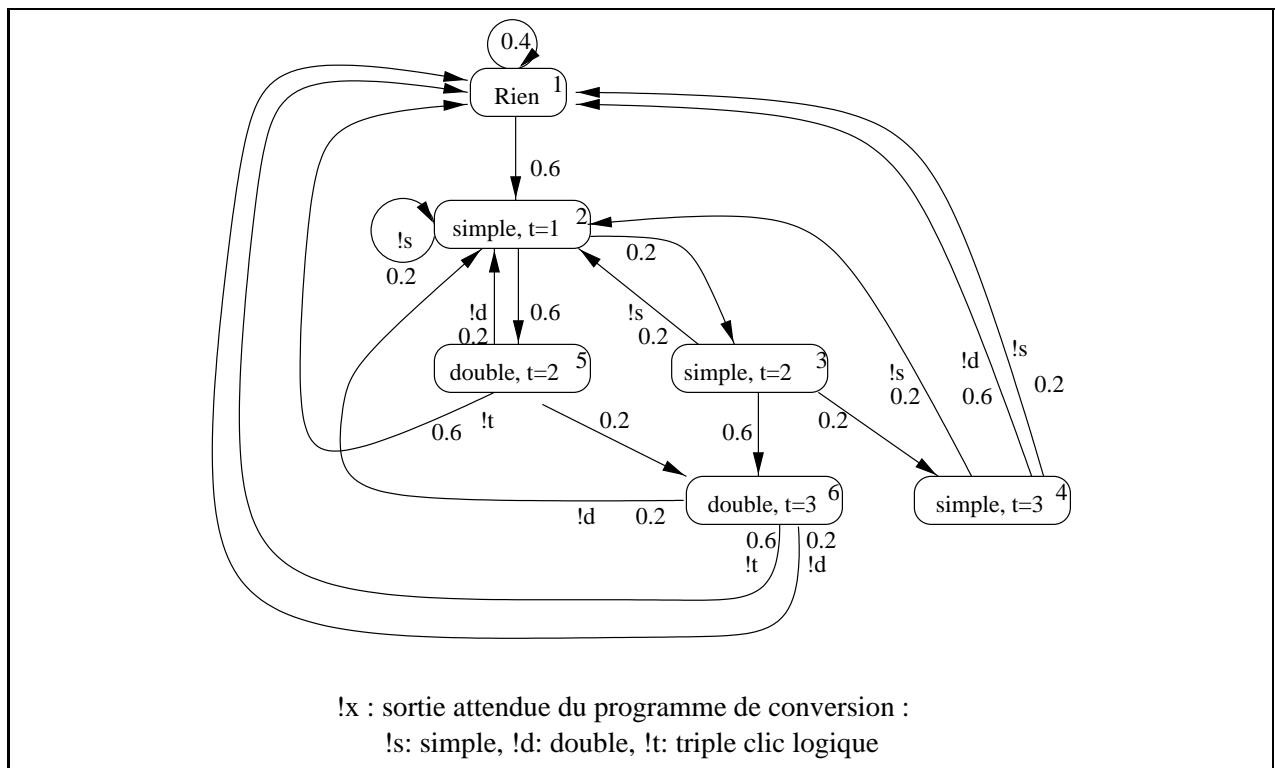 0.4
1
Rien
0.6
2
simple, t=1
!s
0.2
0.2
!d
0.2
0.6
!s
0.2
5
double, t=2
3
simple, t=2
!s
0.2
!d
0.6
!s
0.2
0.6
!t
0.2
0.6
0.2
6
double, t=3
4
simple, t=3
!d
0.2
0.6
!t
0.2
!d
!x : sortie attendue du programme de conversion :
!s: simple, !d: double, !t: triple clic logique